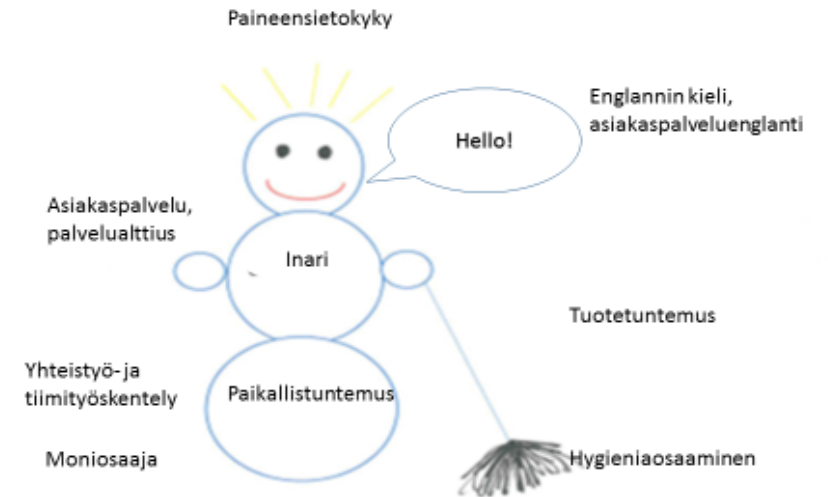 Paineensietokyky
Englannin kieli,
asiakaspalveluenglanti
Hello!
Asiakaspalvelu,
palvelualttius
Inari
Tuotetuntemus
Yhteistyö- ja
tiimityöskentely
Paikallistuntemus
Moniosaaja
Hygieniaosaaminen